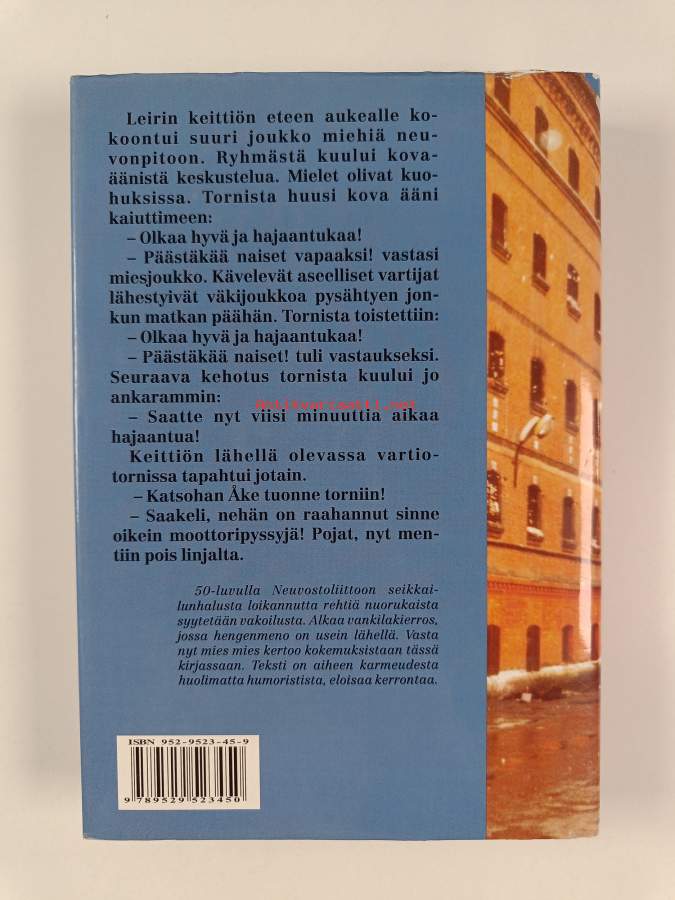 Leirin keittiön eteen aukealle ko-
koontui suuri joukko miehiä neu-
vonpitoon. Ryhmästä kuului kova-
äänistä keskustelua. Mielet olivat kuo-
huksissa. Tornista huusi kova ääni
kaiuttimeen:
– Olkaa hyvä ja hajaantukaa!
– Päästäkää naiset vapaaksi! vastasi
miesjoukko. Kävelevät aseelliset vartijat
lähestyivät väkijoukkoa pysähtyen jon-
kun matkan päähän. Tornista toistettiin:
– Olkaa hyvä ja hajaantukaa!
– Päästäkää naiset! tuli vastaukseksi.
Seuraava kehotus tornista kuului jo
ankarammin:
Antikvariaatti.net
– Saatte nyt viisi minuuttia aikaa
hajaantua!
Keittiön lähellä olevassa vartio-
tornissa tapahtui jotain.
– Katsohan Åke tuonne torniin!
– Saakeli, nehän on raahannut sinne
oikein moottoripyssyjä! Pojat, nyt men-
tiin pois linjalta.
50-luvulla Neuvostoliittoon seikkai-
lunhalusta loikannutta rehtiä nuorukaista
syytetään vakoilusta. Alkaa vankilakierros,
jossa hengenmeno on usein lähellä. Vasta
nyt mies mies kertoo kokemuksistaan tässä
kirjassaan. Teksti on aiheen karmeudesta
huolimatta humoristista, eloisaa kerrontaa.
ISBN 952-9523-45-9
9 789529 523450